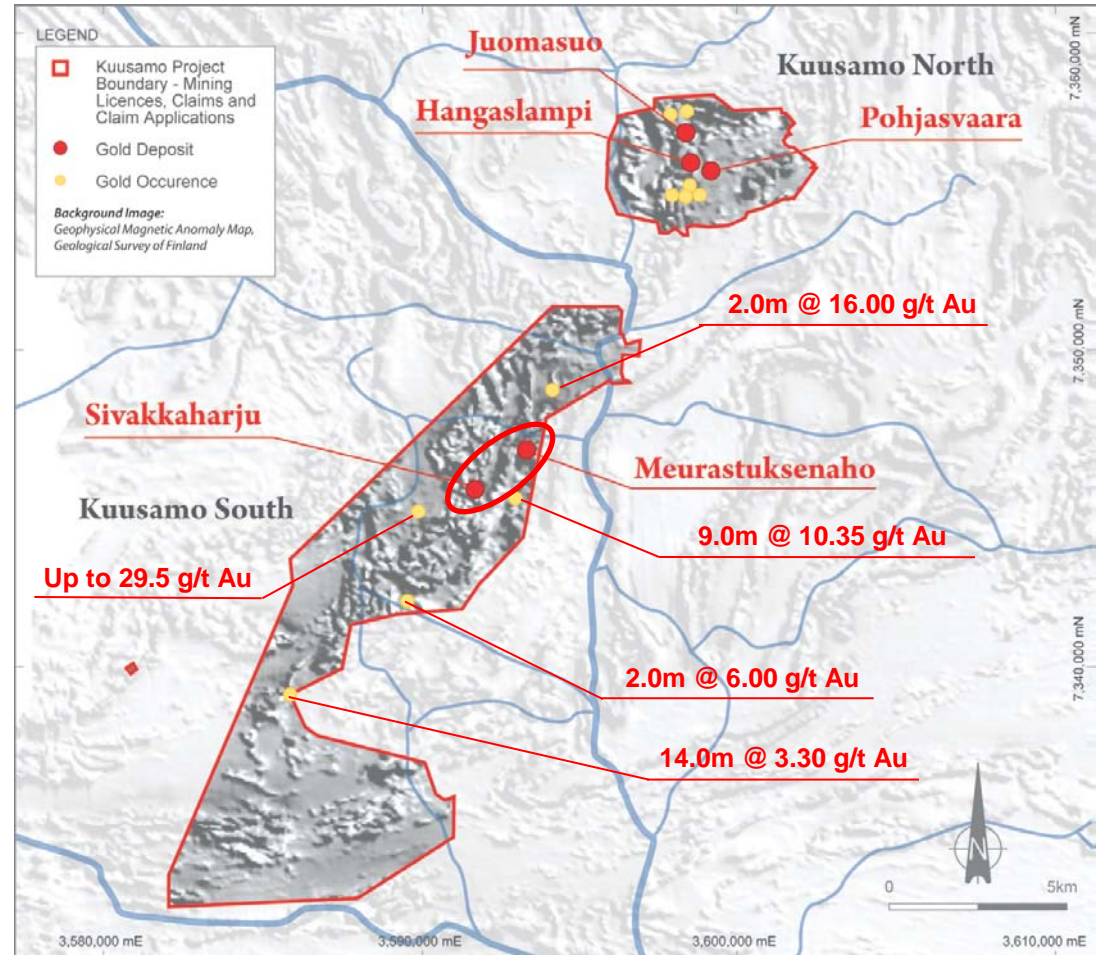 LEGEND
Kuusamo Project
Boundary - Mining
Licences, Claims and
Claim Applications
Gold Deposit
Gold Occurence
Background Image:
Geophysical Magnetic Anomaly Map,
Geological Survey of Finland
Juomasuo
Kuusamo North
Hangaslampi
Pohjasvaara
7,360,000 mN
2.0m @ 16.00 g/t Au
7,350,000 mN
Sivakkaharju
Meurastuksenaho
Kuusamo South
9.0m @ 10.35 g/t Au
Up to 29.5 g/t Au
2.0m @ 6.00 g/t Au
7,340,000 mN
14.0m @ 3.30 g/t Au
N
0 5km
3,580,000 mE 3,590,000 mE 3,600,000 mE 3,610,000 mE